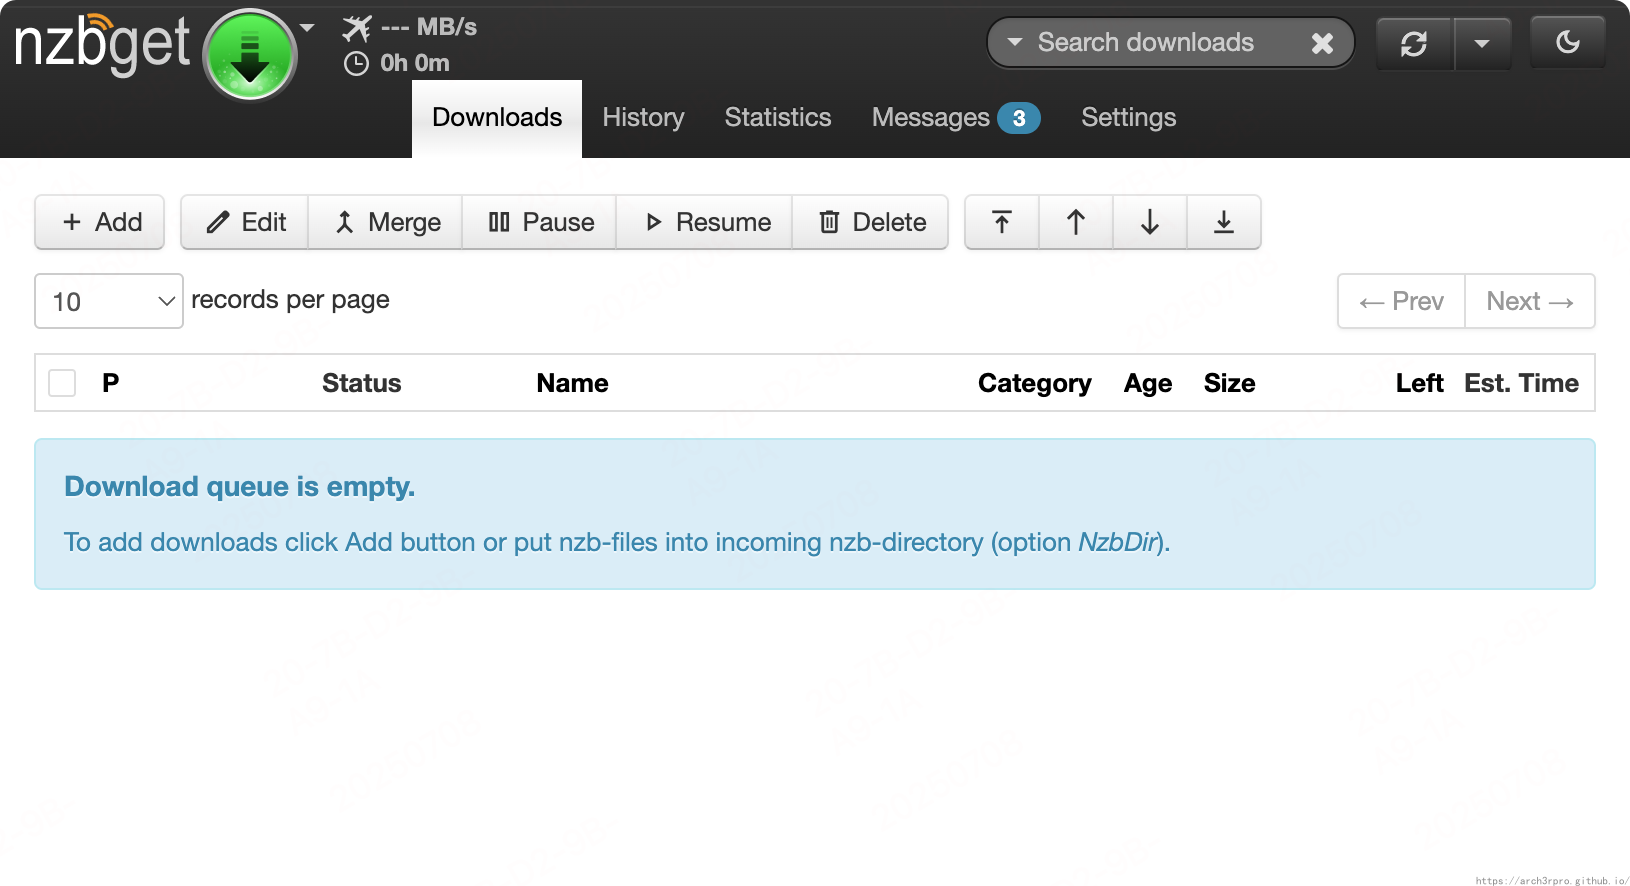 nzbget
--- MB/s
0h 0m
Search downloads
Downloads History Statistics Messages 3 Settings
Add Edit Merge Pause Resume Delete
10 records per page
← Prev Next →
P Status Name Category Age Size Left Est. Time
Download queue is empty.
To add downloads click Add button or put nzb-files into incoming nzb-directory (option NzbDir).
https://arch3rpro.github.io/